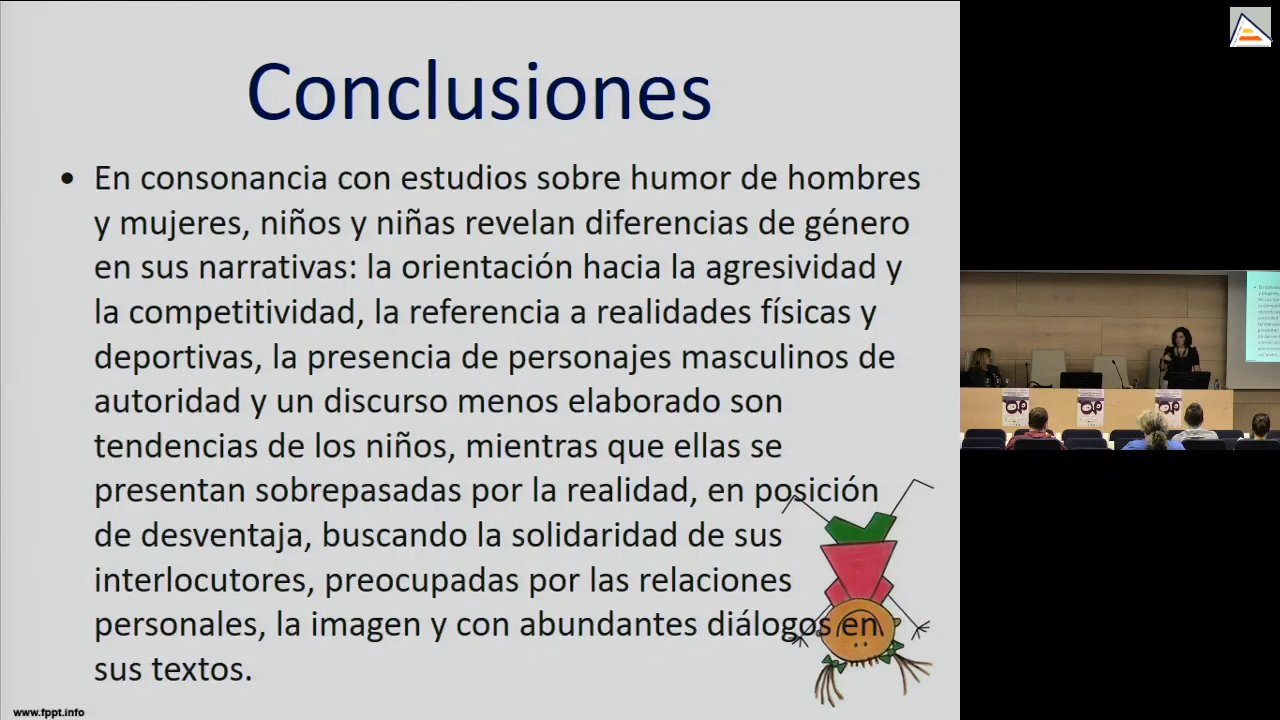 Conclusiones
• En consonancia con estudios sobre humor de hombres
y mujeres, niños y niñas revelan diferencias de género
en sus narrativas: la orientación hacia la agresividad y
la competitividad, la referencia a realidades físicas y
deportivas, la presencia de personajes masculinos de
autoridad y un discurso menos elaborado son
tendencias de los niños, mientras que ellas se
presentan sobrepasadas por la realidad, en posición
de desventaja, buscando la solidaridad de sus
interlocutores, preocupadas por las relaciones
personales, la imagen y con abundantes diálogos en
sus textos.
www.fppt.info